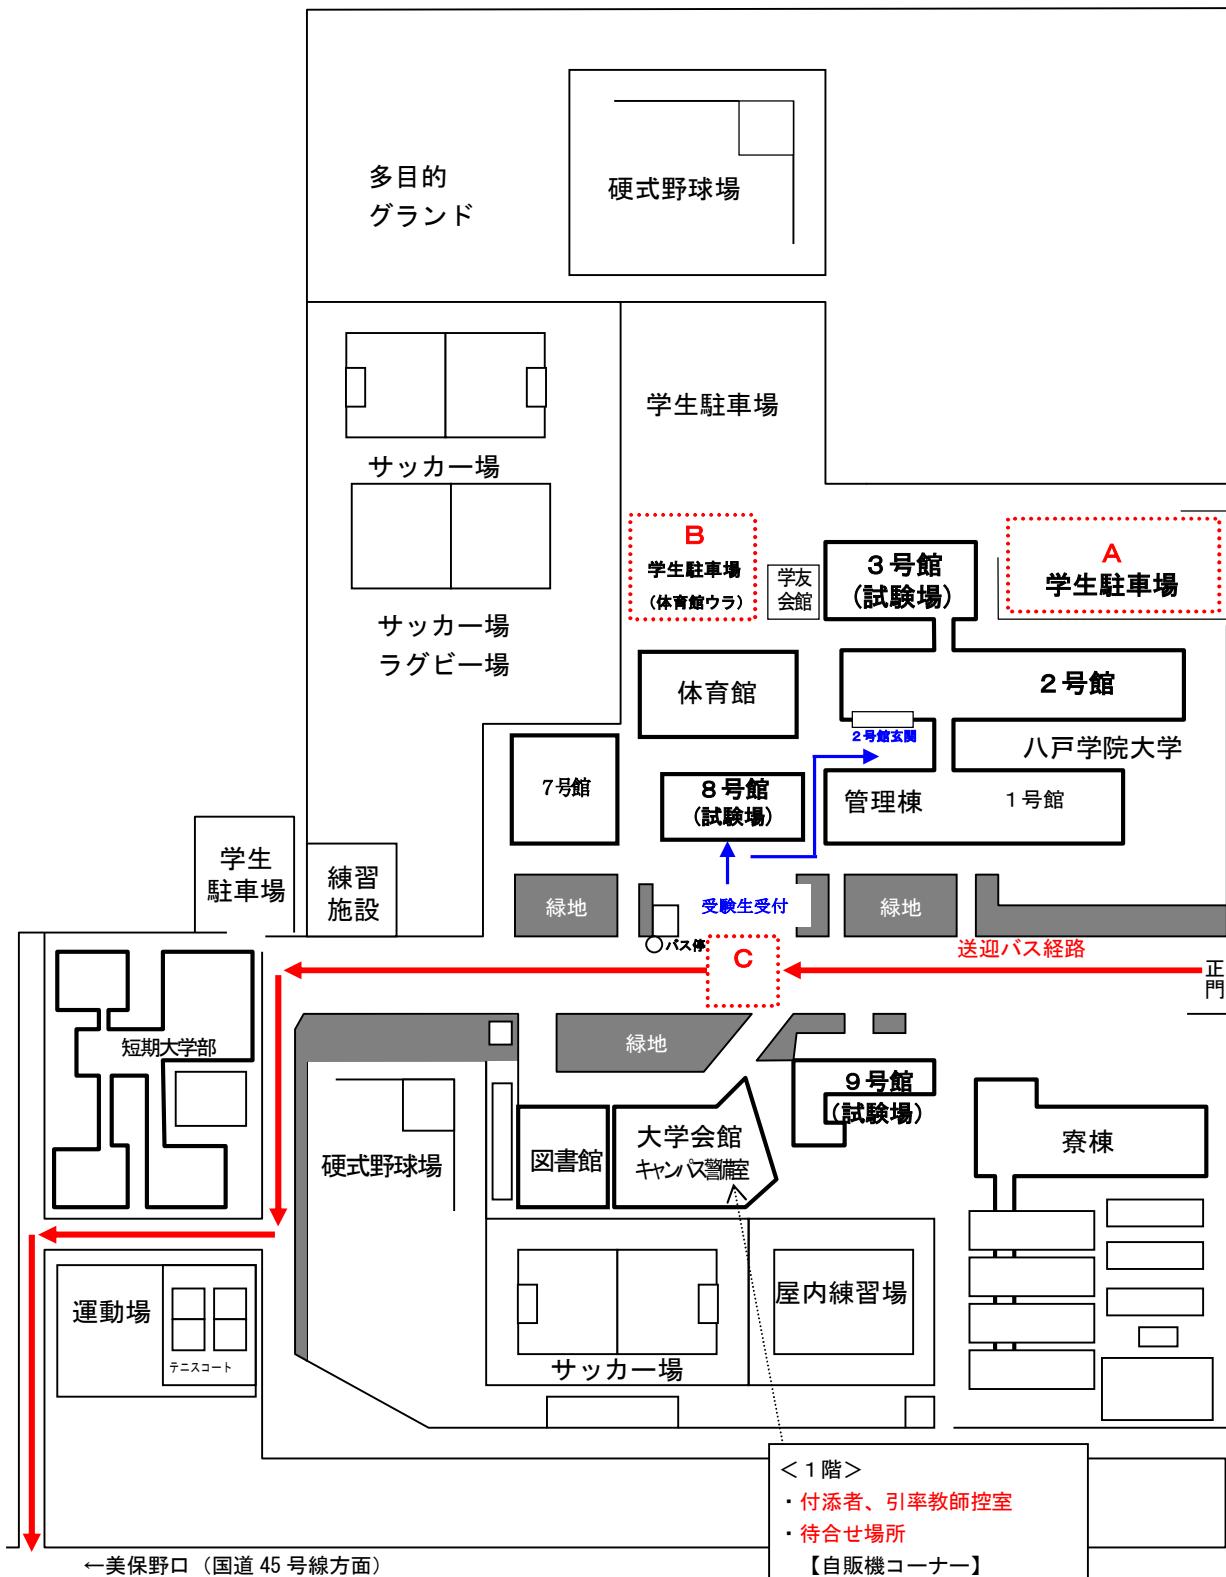 多目的
グランド
硬式野球場
学生駐車場
サッカー場
サッカー場
ラグビー場
B
学生駐車場
(体育館ウラ)
学友
会館
3号館
(試験場)
A
学生駐車場
体育館
2号館
2号館玄関
八戸学院大学
7号館
8号館
(試験場)
管理棟
1号館
学生
駐車場
練習
施設
緑地
受験生受付
緑地
バス停
C
送迎バス経路
正門
短期大学部
緑地
9号館
(試験場)
大学会館
キャンパス警備室
図書館
硬式野球場
寮棟
運動場
テニスコート
屋内練習場
サッカー場
<1階>
・付添者、引率教師控室
・待合せ場所
【自販機コーナー】
←美保野口（国道45号線方面）